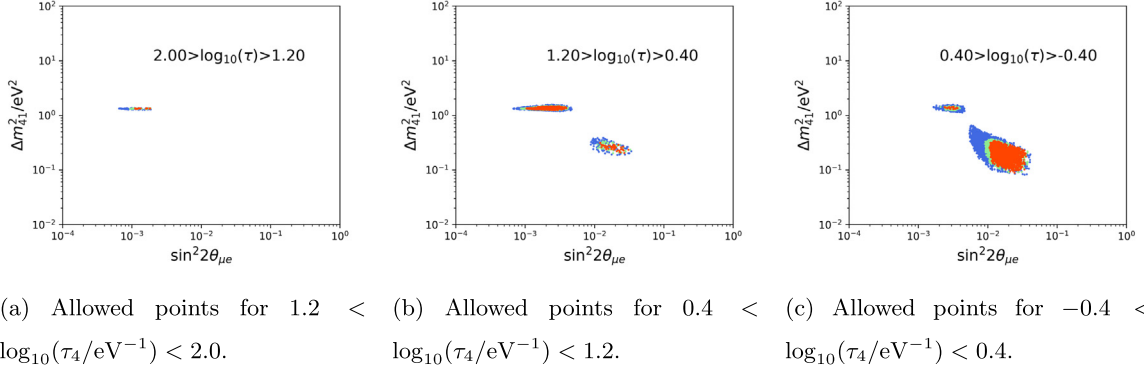 2.00>log₁₀(τ)>1.20
10²
10¹
10⁰
10⁻¹
10⁻²
Δm²₄₁/eV²
10⁻⁴ 10⁻³ 10⁻² 10⁻¹ 10⁰
sin²2θμe
1.20>log₁₀(τ)>0.40
10²
10¹
10⁰
10⁻¹
10⁻²
Δm²₄₁/eV²
10⁻⁴ 10⁻³ 10⁻² 10⁻¹ 10⁰
sin²2θμe
0.40>log₁₀(τ)>-0.40
10²
10¹
10⁰
10⁻¹
10⁻²
Δm²₄₁/eV²
10⁻⁴ 10⁻³ 10⁻² 10⁻¹ 10⁰
sin²2θμe
(a) Allowed points for 1.2 <
log₁₀(τ₄/eV⁻¹) < 2.0.
(b) Allowed points for 0.4 <
log₁₀(τ₄/eV⁻¹) < 1.2.
(c) Allowed points for −0.4 <
log₁₀(τ₄/eV⁻¹) < 0.4.